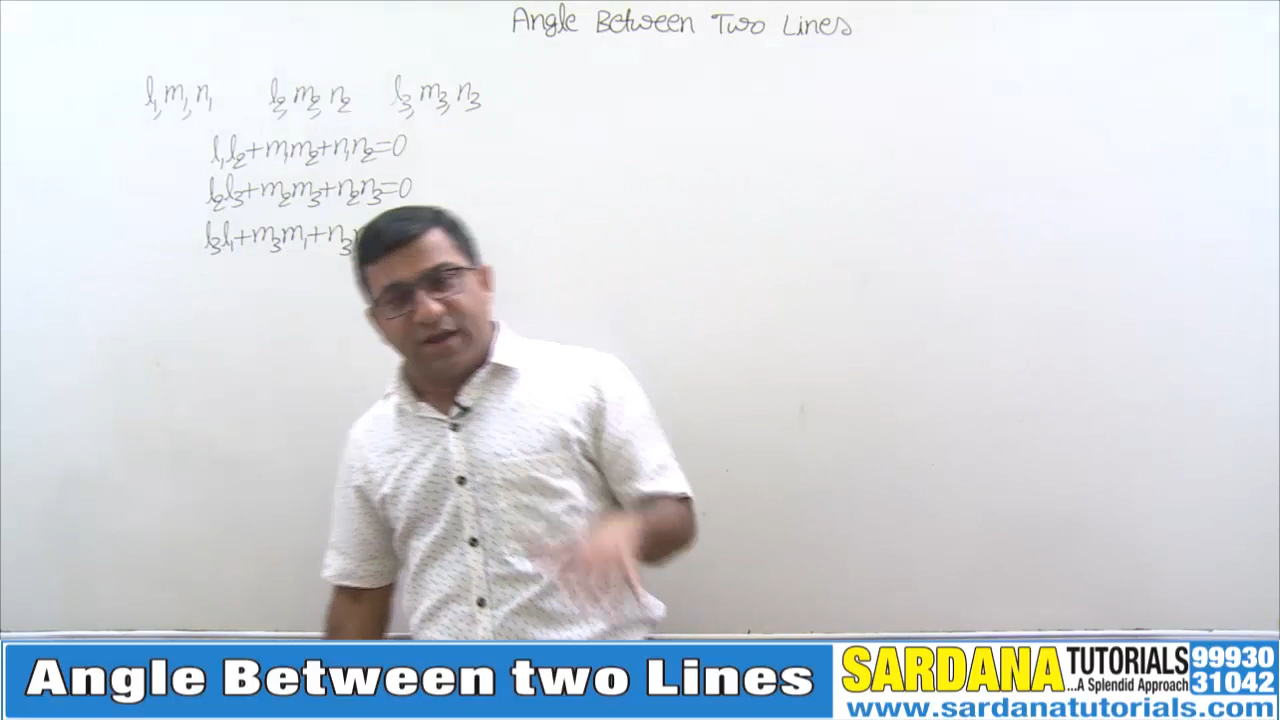 Angle Between Two Lines
l₁, m₁, n₁ l₂, m₂, n₂ l₃, m₃, n₃
l₁l₂+m₁m₂+n₁n₂=0
l₂l₃+m₂m₃+n₂n₃=0
l₃l₁+m₃m₁+n₃
Angle Between two Lines
SARDANA TUTORIALS
...A Splendid Approach
99930
31042
www.sardanatutorials.com